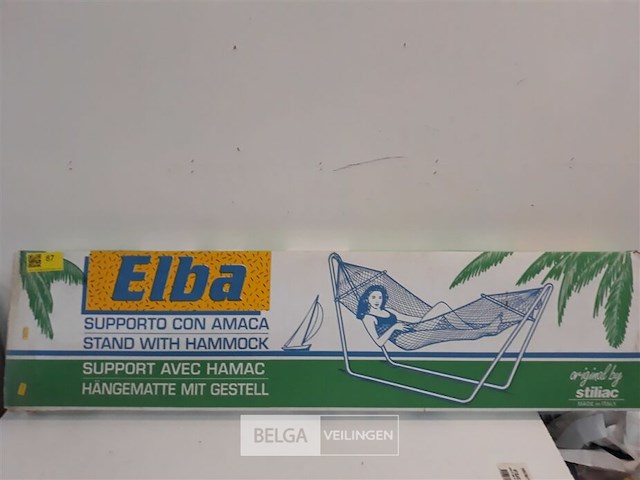 87
Elba
SUPPORTO CON AMACA
STAND WITH HAMMOCK
SUPPORT AVEC HAMAC
HÄNGEMATTE MIT GESTELL
original by
stiliac
MADE in ITALY
BELGA VEILINGEN